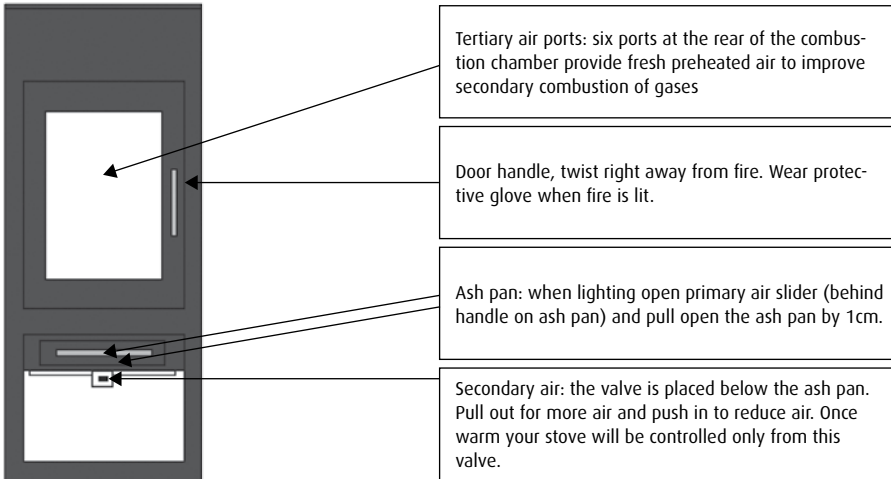 Tertiary air ports: six ports at the rear of the combus-
tion chamber provide fresh preheated air to improve
secondary combustion of gases
Door handle, twist right away from fire. Wear protec-
tive glove when fire is lit.
Ash pan: when lighting open primary air slider (behind
handle on ash pan) and pull open the ash pan by 1cm.
Secondary air: the valve is placed below the ash pan.
Pull out for more air and push in to reduce air. Once
warm your stove will be controlled only from this
valve.